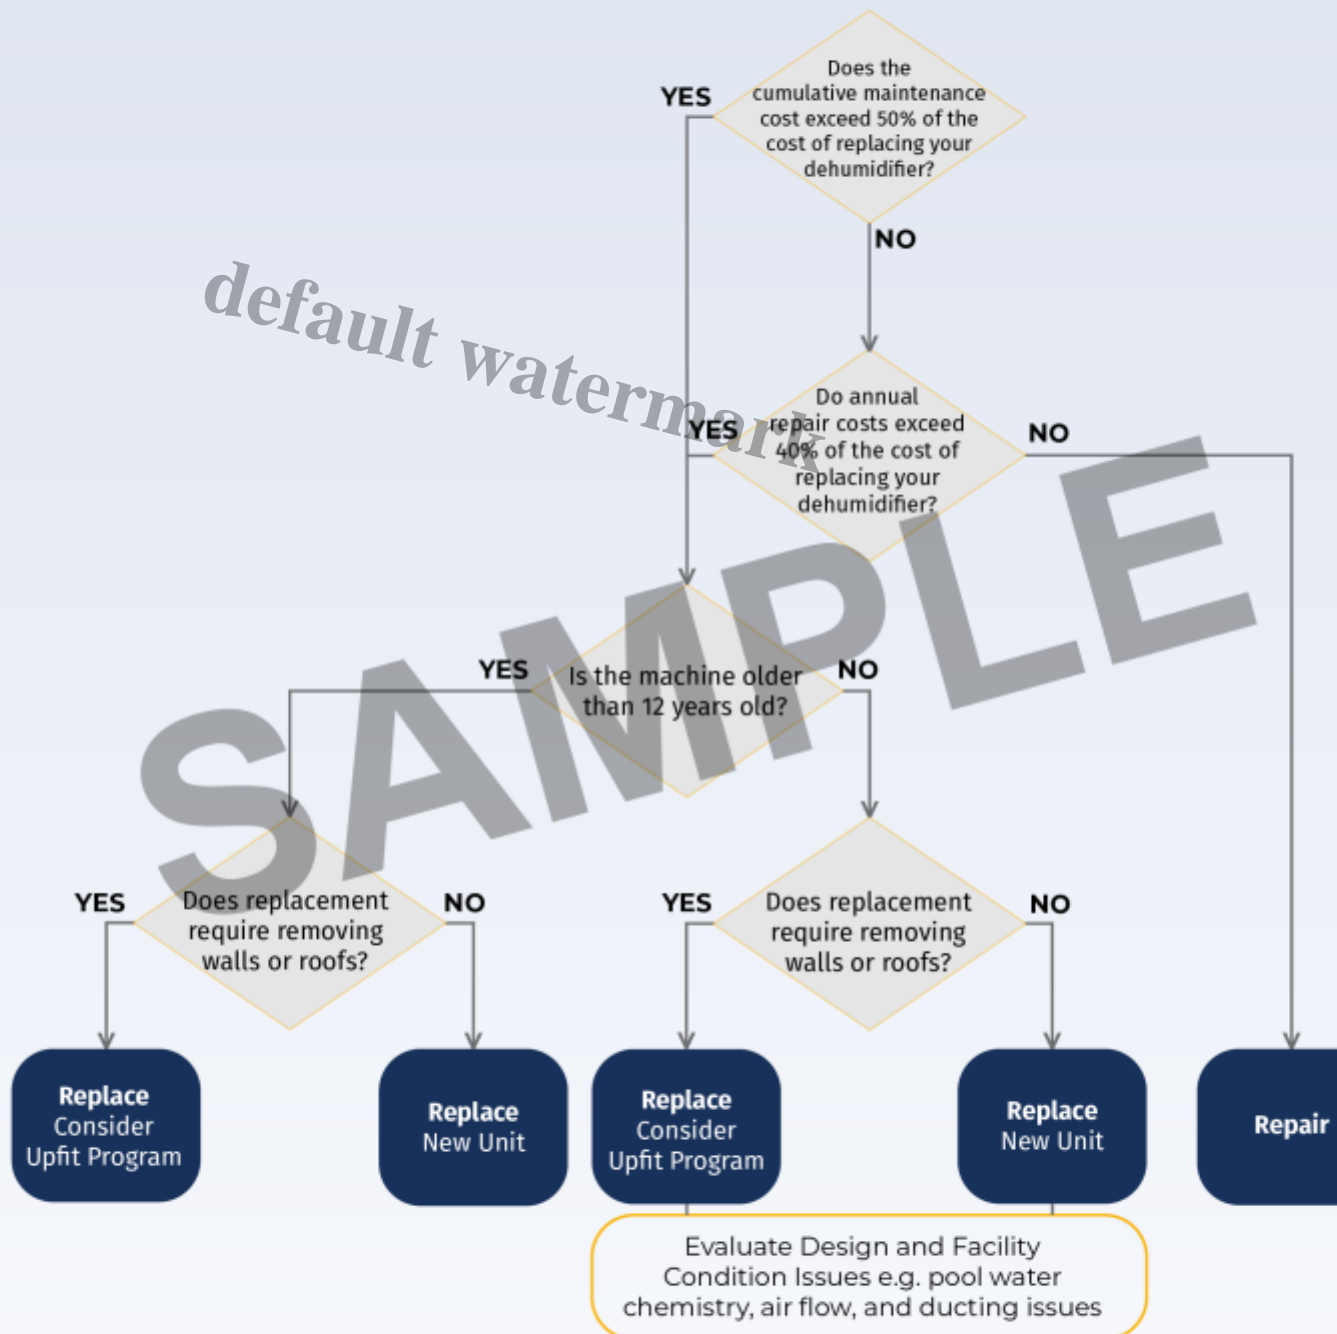 Does the
cumulative maintenance
cost exceed 50% of the
cost of replacing your
dehumidifier?
YES
NO
default watermark
Do annual
repair costs exceed
40% of the cost of
replacing your
dehumidifier?
YES
NO
SAMPLE
Is the machine older
than 12 years old?
YES
NO
Does replacement
require removing
walls or roofs?
YES
NO
Does replacement
require removing
walls or roofs?
YES
NO
Replace
Consider
Upfit Program
Replace
New Unit
Replace
Consider
Upfit Program
Replace
New Unit
Repair
Evaluate Design and Facility
Condition Issues e.g. pool water
chemistry, air flow, and ducting issues